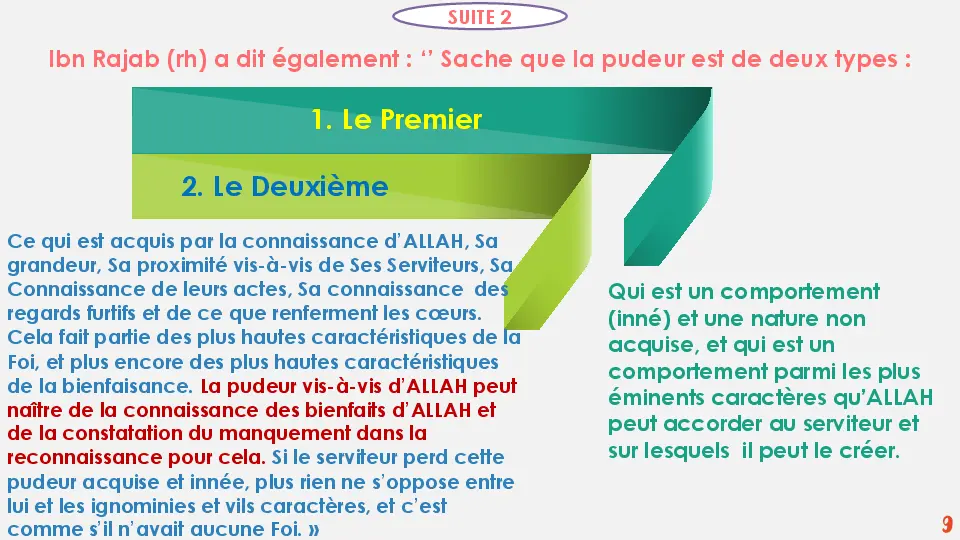 SUITE 2
Ibn Rajab (rh) a dit également : ‘’ Sache que la pudeur est de deux types :
1. Le Premier
2. Le Deuxième
Ce qui est acquis par la connaissance d’ALLAH, Sa
grandeur, Sa proximité vis-à-vis de Ses Serviteurs, Sa
Connaissance de leurs actes, Sa connaissance des
regards furtifs et de ce que renferment les cœurs.
Cela fait partie des plus hautes caractéristiques de la
Foi, et plus encore des plus hautes caractéristiques
de la bienfaisance. La pudeur vis-à-vis d’ALLAH peut
naître de la connaissance des bienfaits d’ALLAH et
de la constatation du manquement dans la
reconnaissance pour cela. Si le serviteur perd cette
pudeur acquise et innée, plus rien ne s’oppose entre
lui et les ignominies et vils caractères, et c’est
comme s’il n’avait aucune Foi. »
Qui est un comportement
(inné) et une nature non
acquise, et qui est un
comportement parmi les plus
éminents caractères qu’ALLAH
peut accorder au serviteur et
sur lesquels il peut le créer.
9